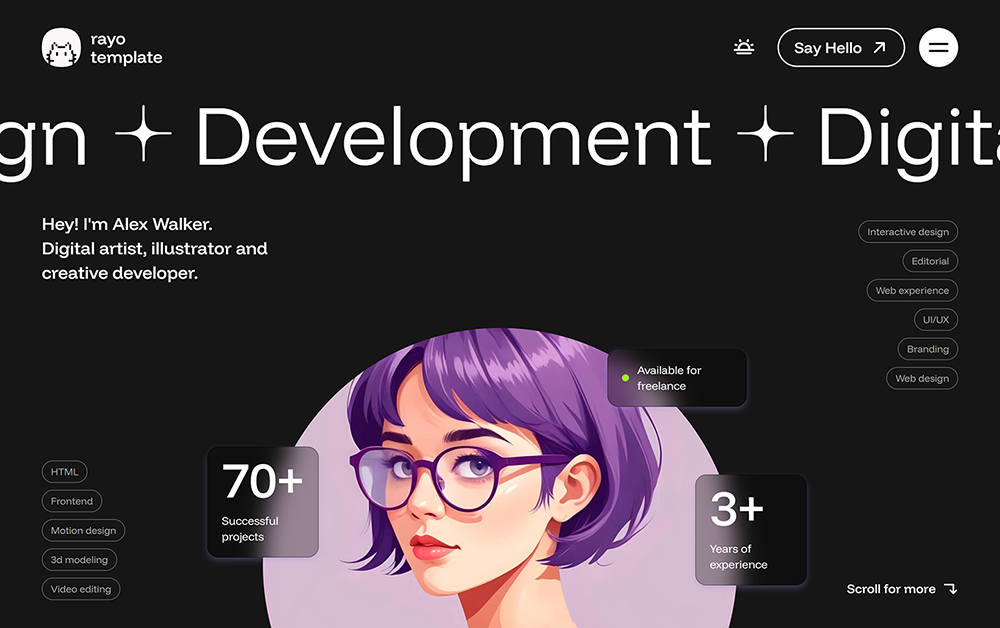 rayo
template
Say Hello
gn Development Digita
Hey! I'm Alex Walker.
Digital artist, illustrator and
creative developer.
Interactive design
Editorial
Web experience
UI/UX
Branding
Web design
Available for
freelance
HTML
Frontend
Motion design
3d modeling
Video editing
70+
Successful
projects
3+
Years of
experience
Scroll for more